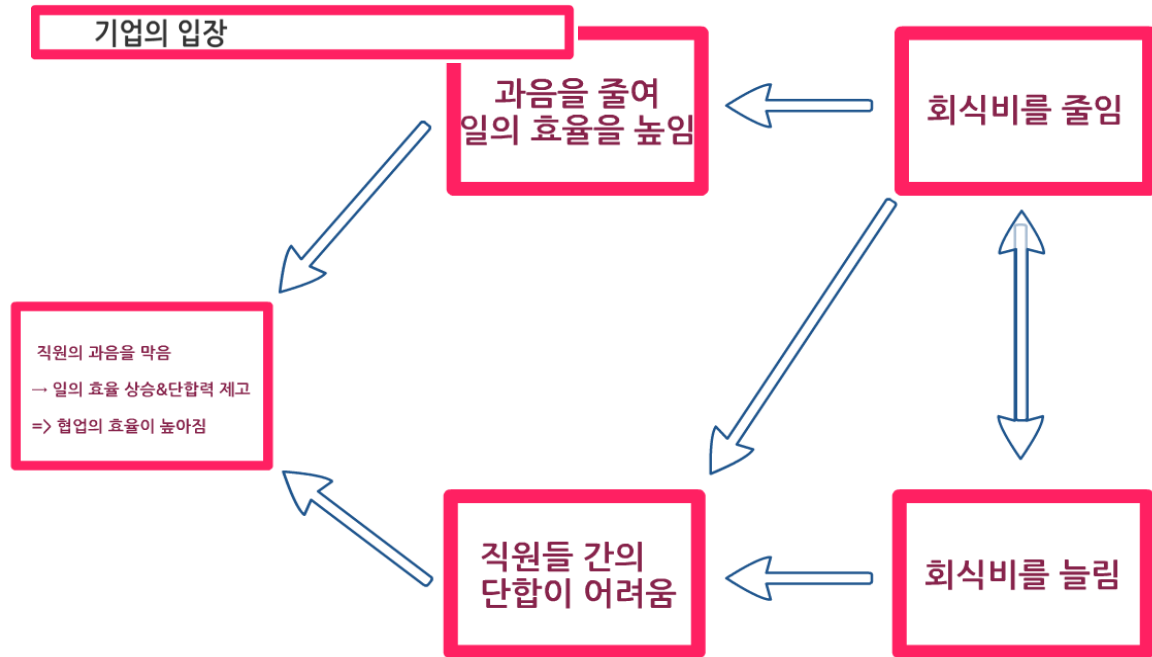 기업의 입장
과음을 줄여
일의 효율을 높임
회식비를 줄임
직원의 과음을 막음
→ 일의 효율 상승&단합력 제고
=> 협업의 효율이 높아짐
직원들 간의
단합이 어려움
회식비를 늘림